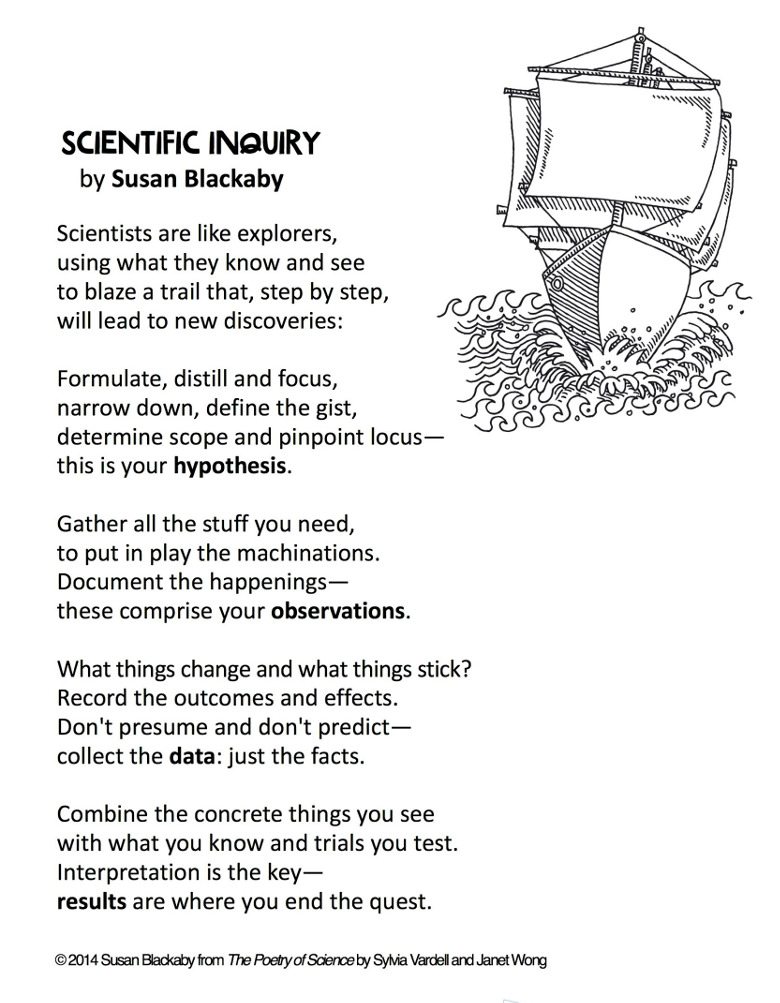 SCIENTIFIC INQUIRY
by Susan Blackaby
Scientists are like explorers,
using what they know and see
to blaze a trail that, step by step,
will lead to new discoveries:
Formulate, distill and focus,
narrow down, define the gist,
determine scope and pinpoint locus—
this is your hypothesis.
Gather all the stuff you need,
to put in play the machinations.
Document the happenings—
these comprise your observations.
What things change and what things stick?
Record the outcomes and effects.
Don't presume and don't predict—
collect the data: just the facts.
Combine the concrete things you see
with what you know and trials you test.
Interpretation is the key—
results are where you end the quest.
©2014 Susan Blackaby from The Poetry of Science by Sylvia Vardell and Janet Wong